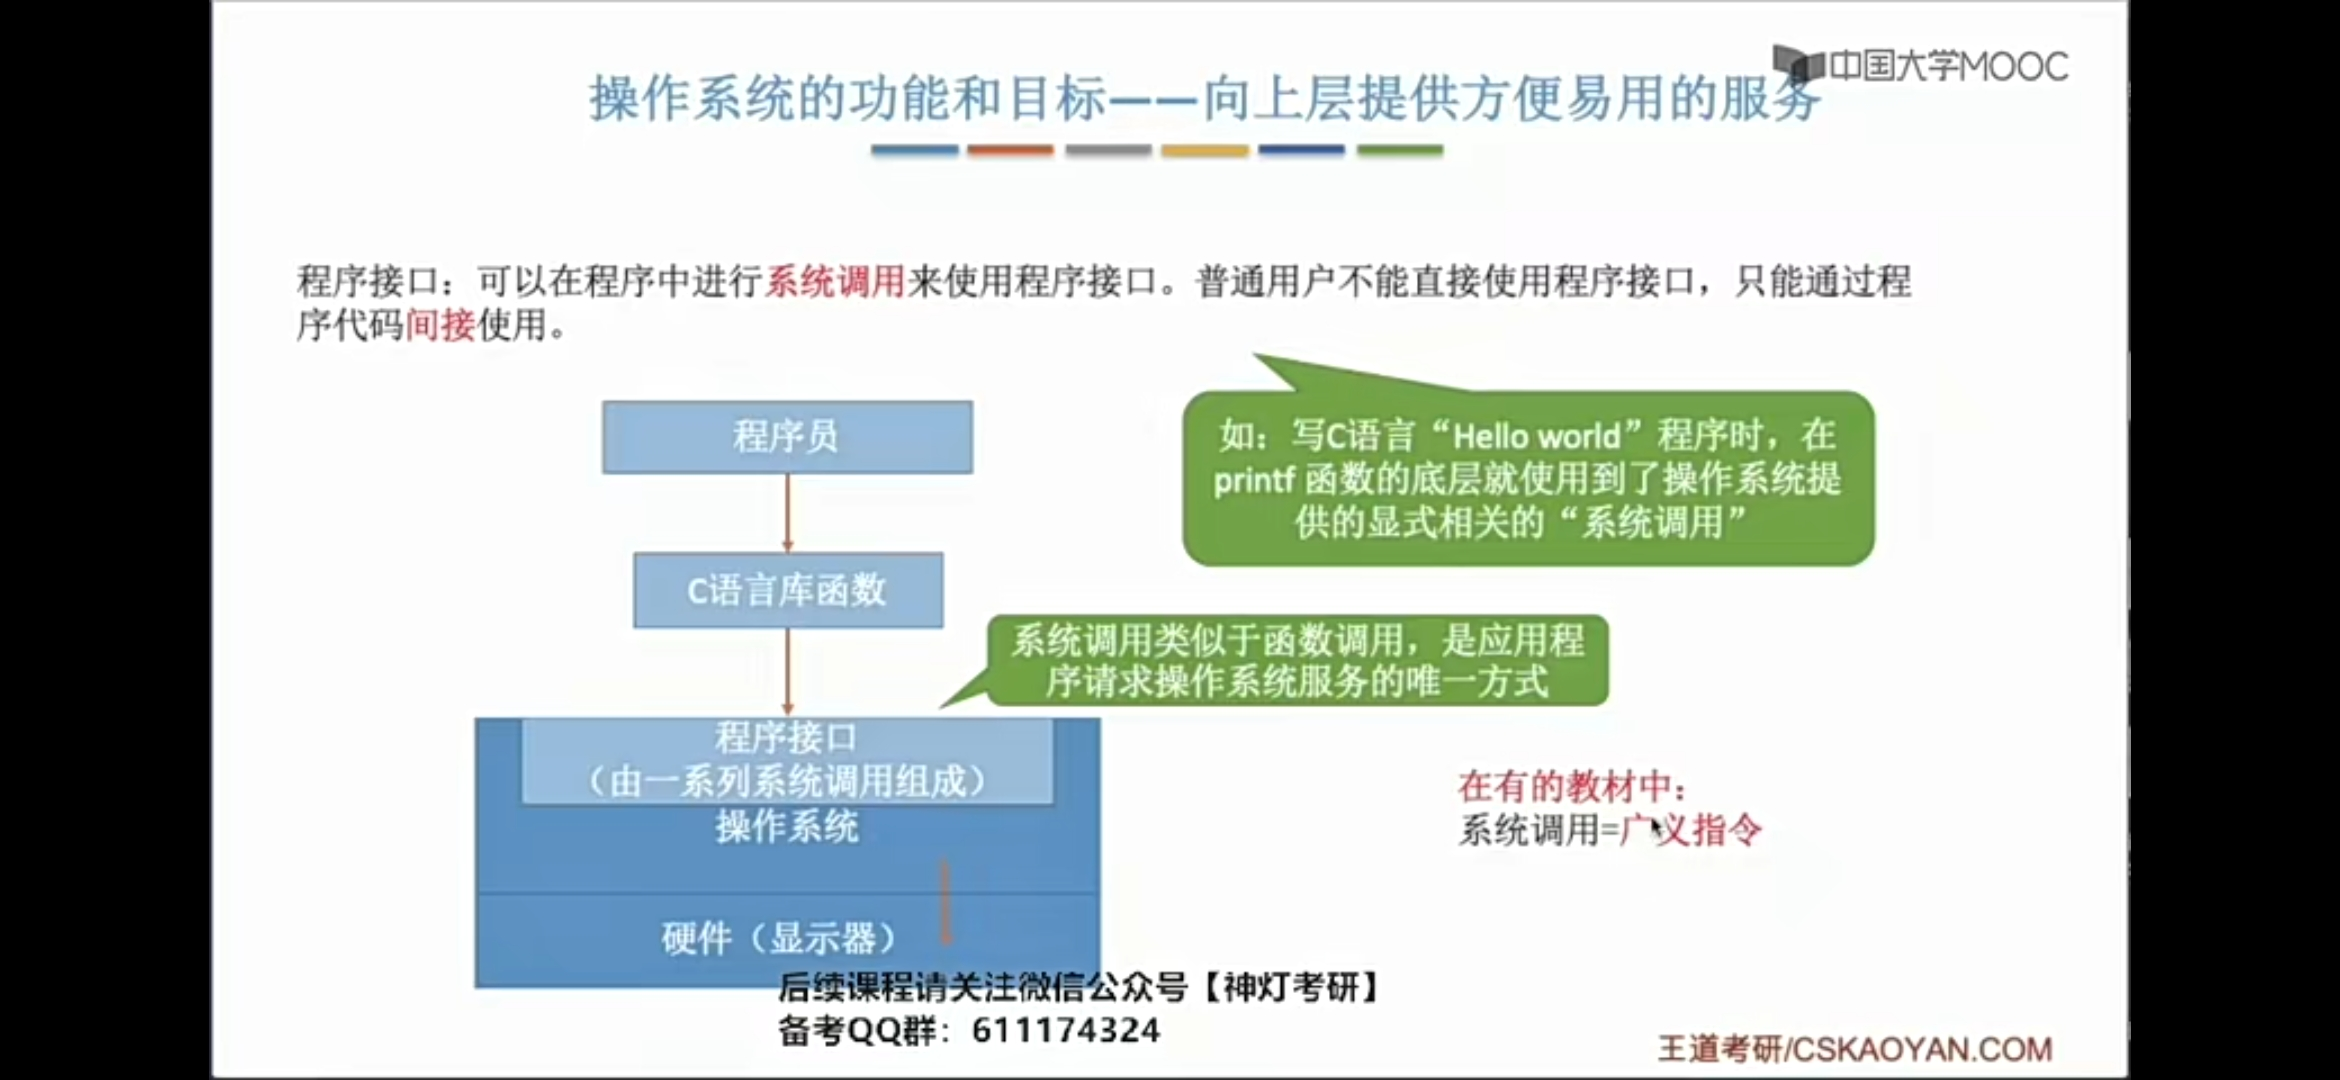 中国大学MOOC
操作系统的功能和目标——向上层提供方便易用的服务
程序接口：可以在程序中进行系统调用来使用程序接口。普通用户不能直接使用程序接口，只能通过程
序代码间接使用。
程序员
如：写C语言“Hello world”程序时，在
printf 函数的底层就使用到了操作系统提
供的显式相关的“系统调用”
C语言库函数
系统调用类似于函数调用，是应用程
序请求操作系统服务的唯一方式
程序接口
（由一系列系统调用组成）
操作系统
在有的教材中：
系统调用=广义指令
硬件（显示器）
后续课程请关注微信公众号【神灯考研】
备考QQ群：611174324
王道考研/CSKAOYAN.COM